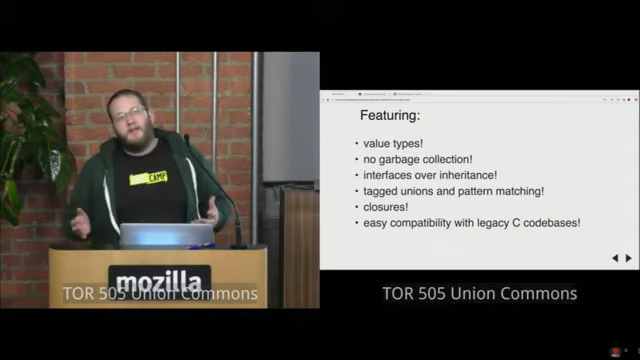 CAMP
mozilla
TOR 505 Union Commons
Featuring:
• value types!
• no garbage collection!
• interfaces over inheritance!
• tagged unions and pattern matching!
• closures!
• easy compatibility with legacy C codebases!
TOR 505 Union Commons